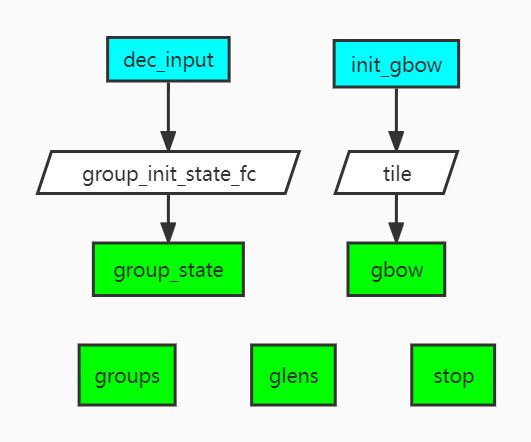 dec_input
init_gbow
group_init_state_fc
tile
group_state
gbow
groups
glens
stop